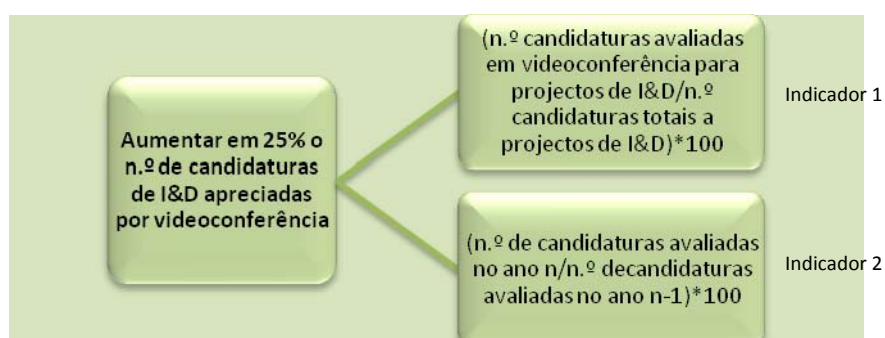 Aumentar em 25% o
n.º de candidaturas
de I&D apreciadas
por videoconferência
(n.º candidaturas avaliadas
em videoconferência para
projectos de I&D/n.º
candidaturas totais a
projectos de I&D)*100
Indicador 1
(n.º de candidaturas avaliadas
no ano n/n.º decandidaturas
avaliadas no ano n-1)*100
Indicador 2